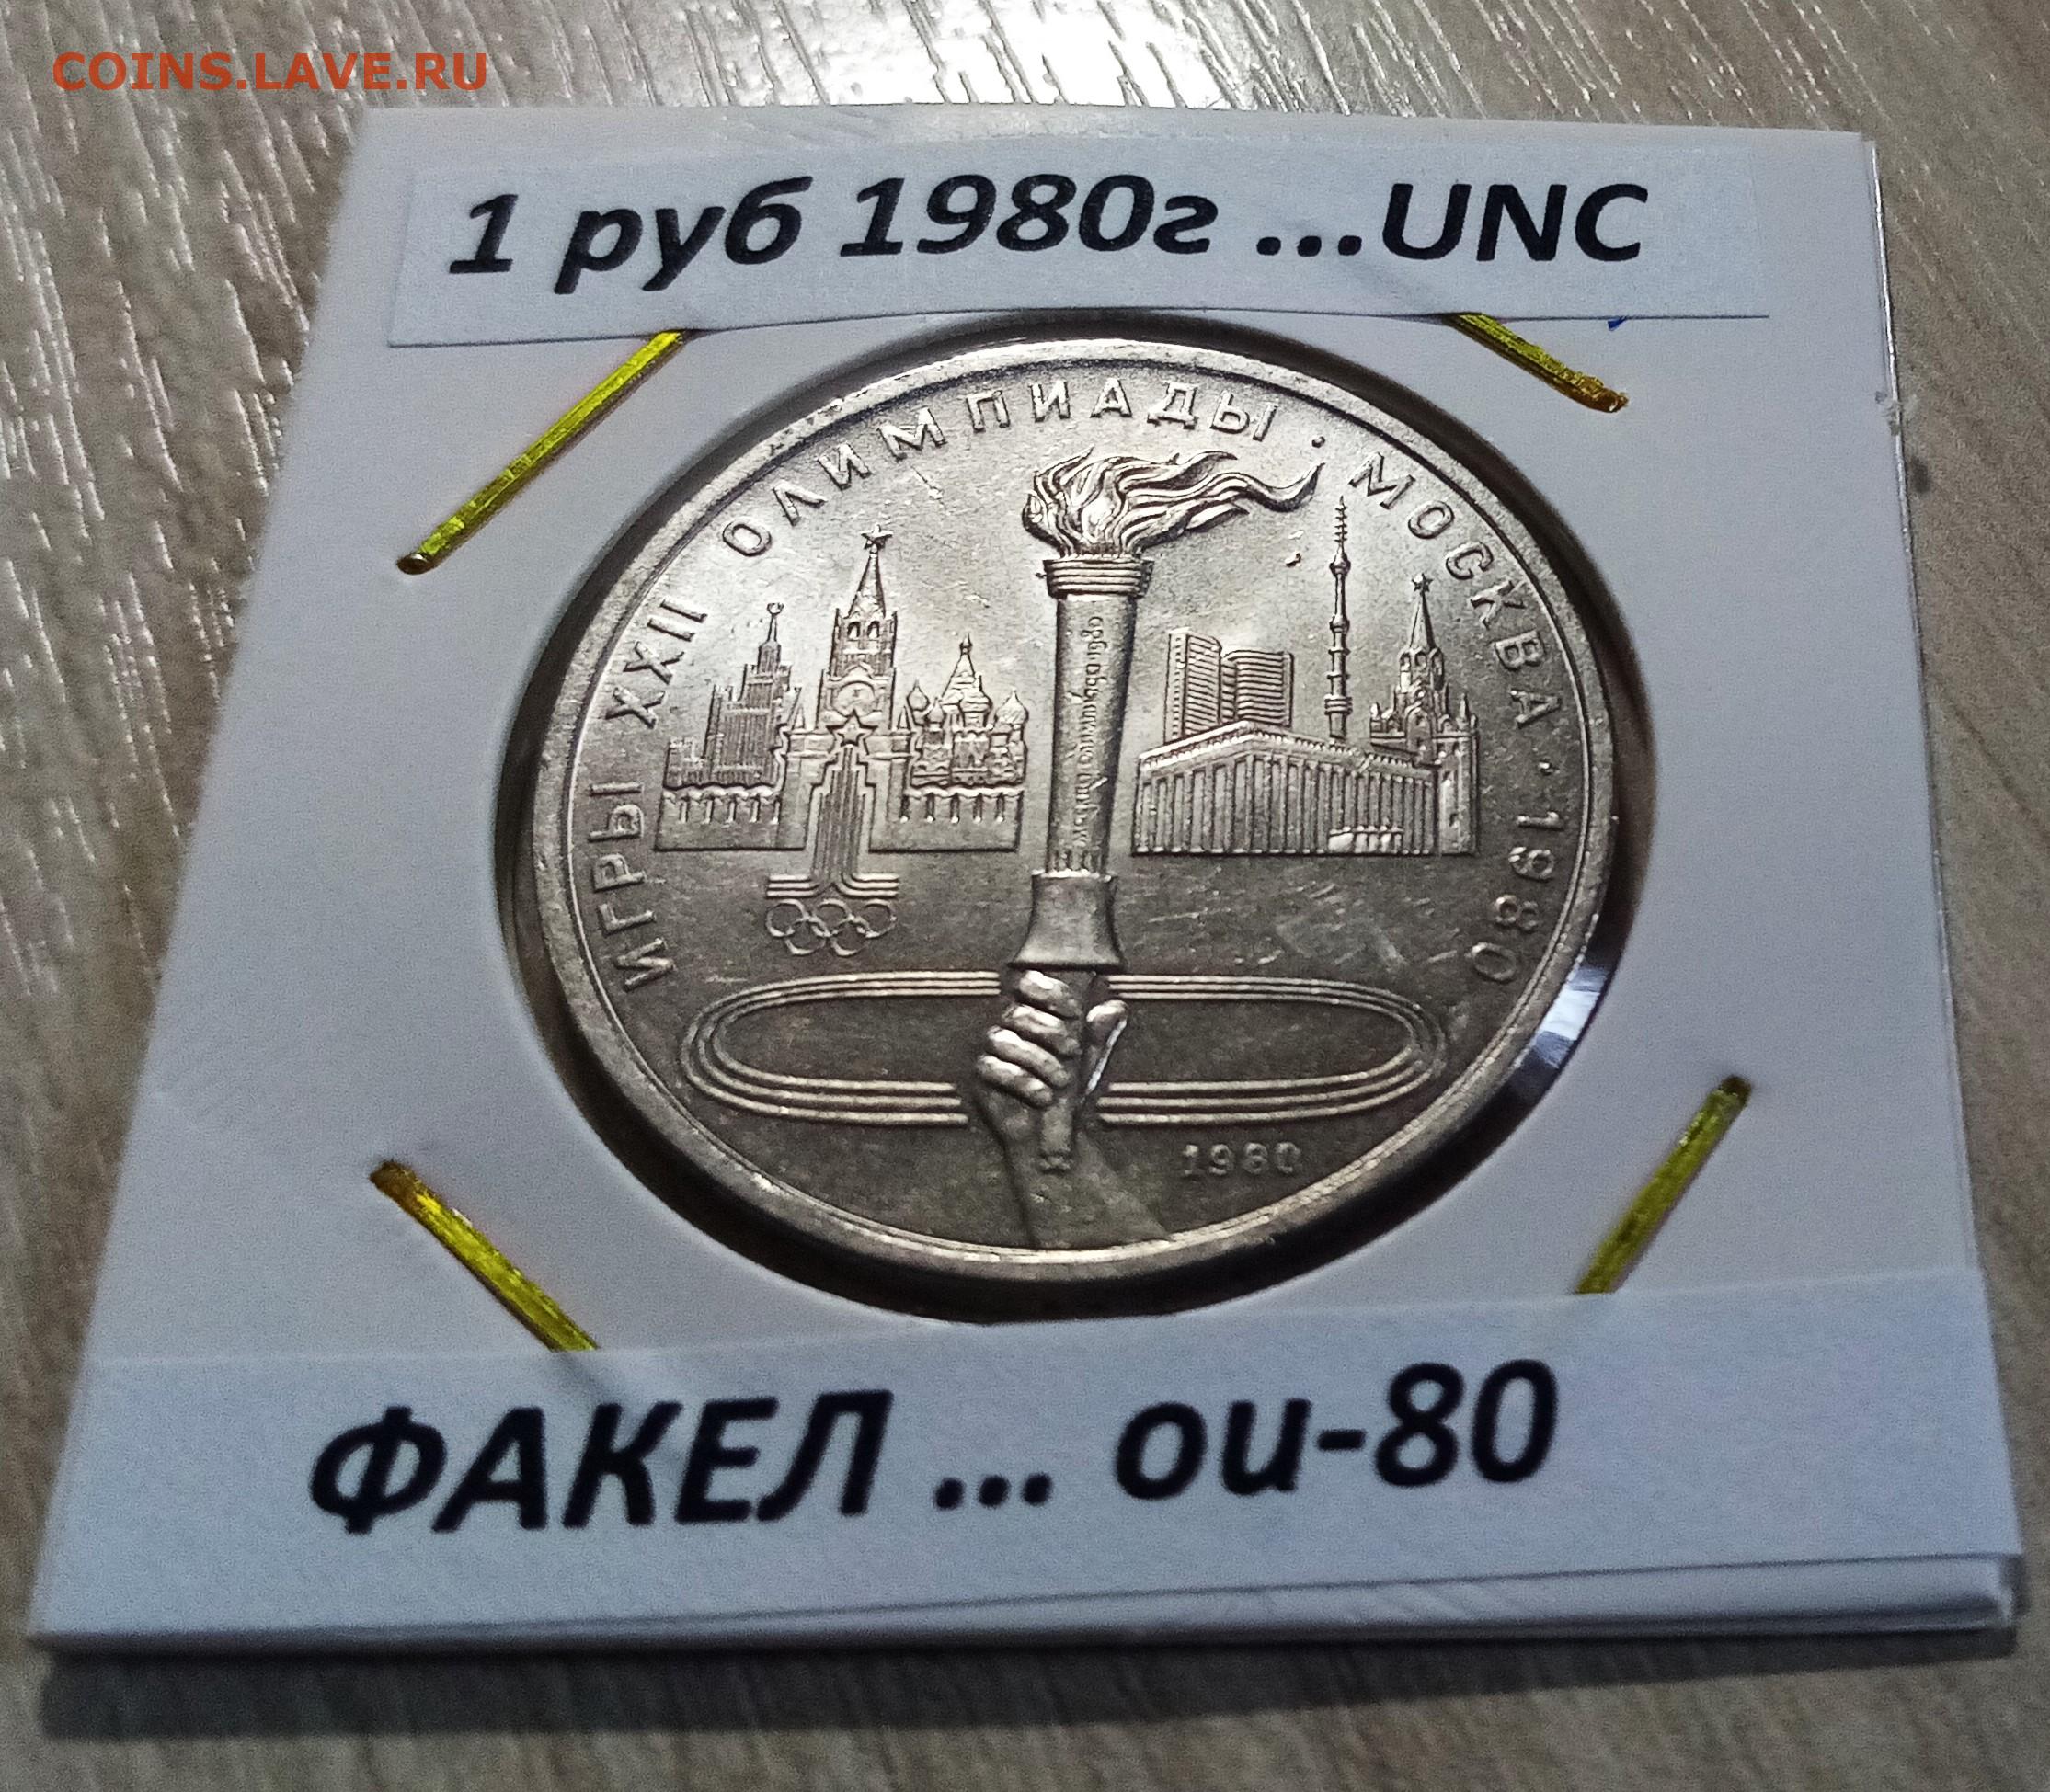 COINS.LAVE.RU
1 руб 1980г ...UNC
ИГРЫ XXII ОЛИМПИАДЫ · МОСКВА · 1980
1980
ФАКЕЛ ... ои-80